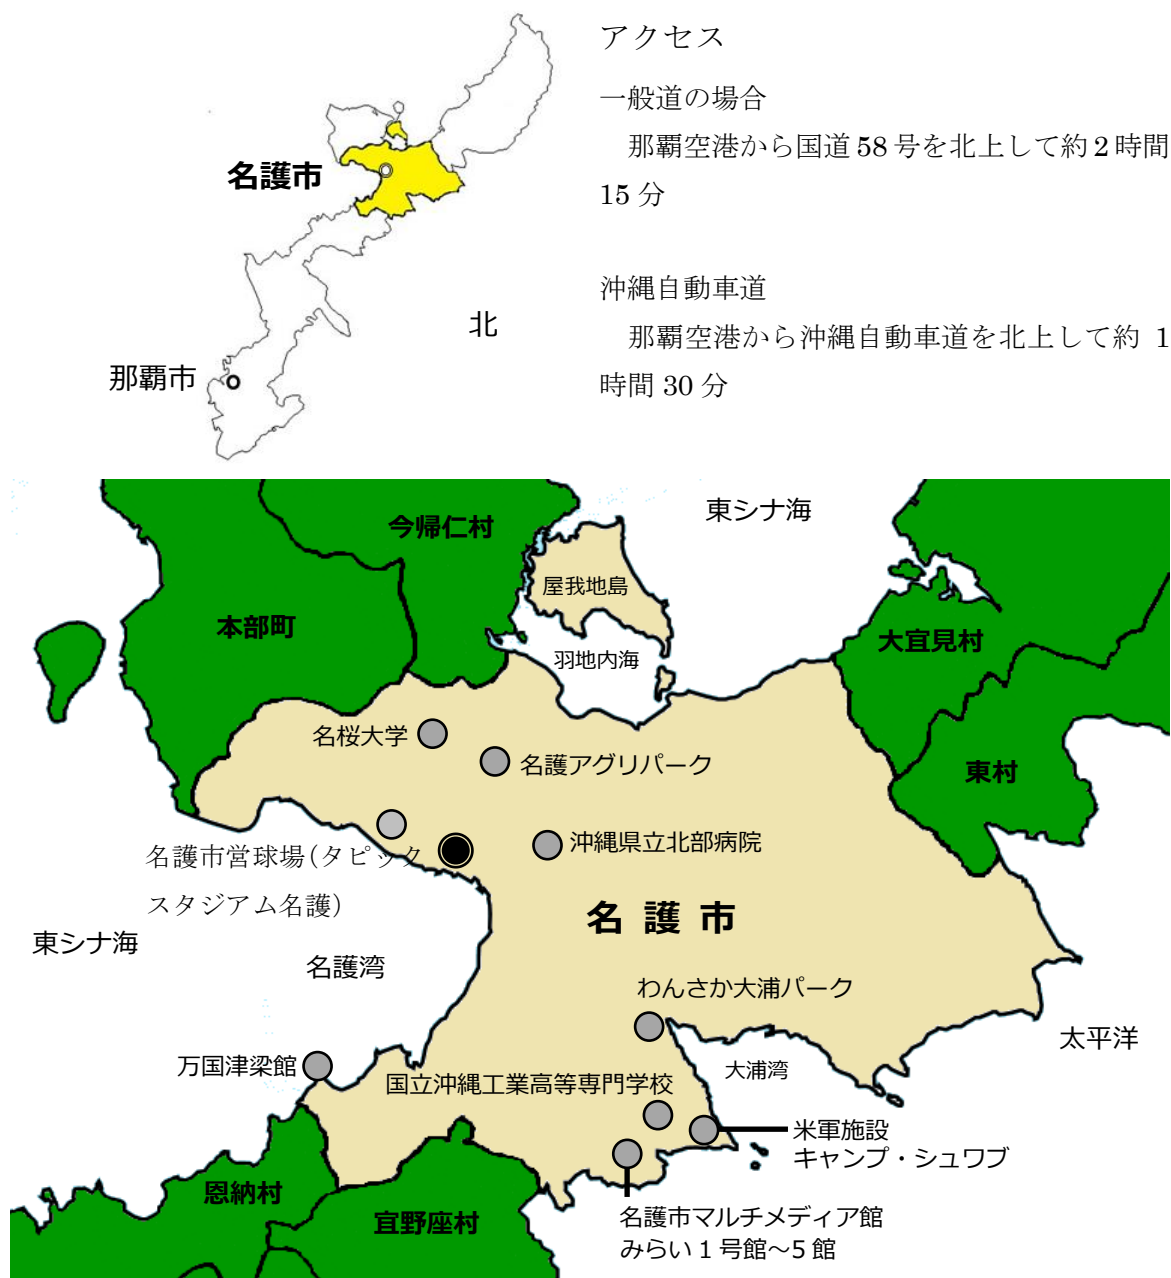 アクセス
一般道の場合
那覇空港から国道58号を北上して約2時間
15分
沖縄自動車道
那覇空港から沖縄自動車道を北上して約 1
時間 30 分
名護市
北
那覇市
東シナ海
今帰仁村
屋我地島
本部町
大宜見村
羽地内海
名桜大学
名護アグリパーク
東村
沖縄県立北部病院
名護市営球場(タピック
スタジアム名護)
名 護 市
東シナ海
名護湾
わんさか大浦パーク
太平洋
万国津梁館
大浦湾
国立沖縄工業高等専門学校
米軍施設
キャンプ・シュワブ
恩納村
宜野座村
名護市マルチメディア館
みらい1号館～5館